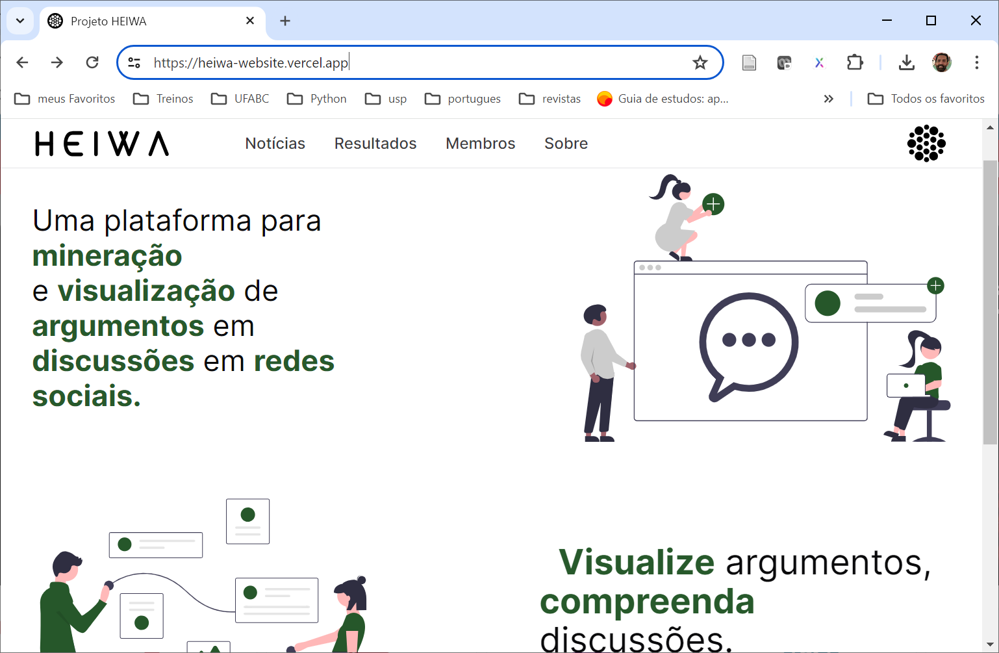 Projeto HEIWA
https://heiwa-website.vercel.app
meus Favoritos Treinos UFABC Python usp portugues revistas Guia de estudos: ap... Todos os favoritos
HEIWA Notícias Resultados Membros Sobre
Uma plataforma para
mineração
e visualização de
argumentos em
discussões em redes
sociais.
Visualize argumentos,
compreenda
discussões.